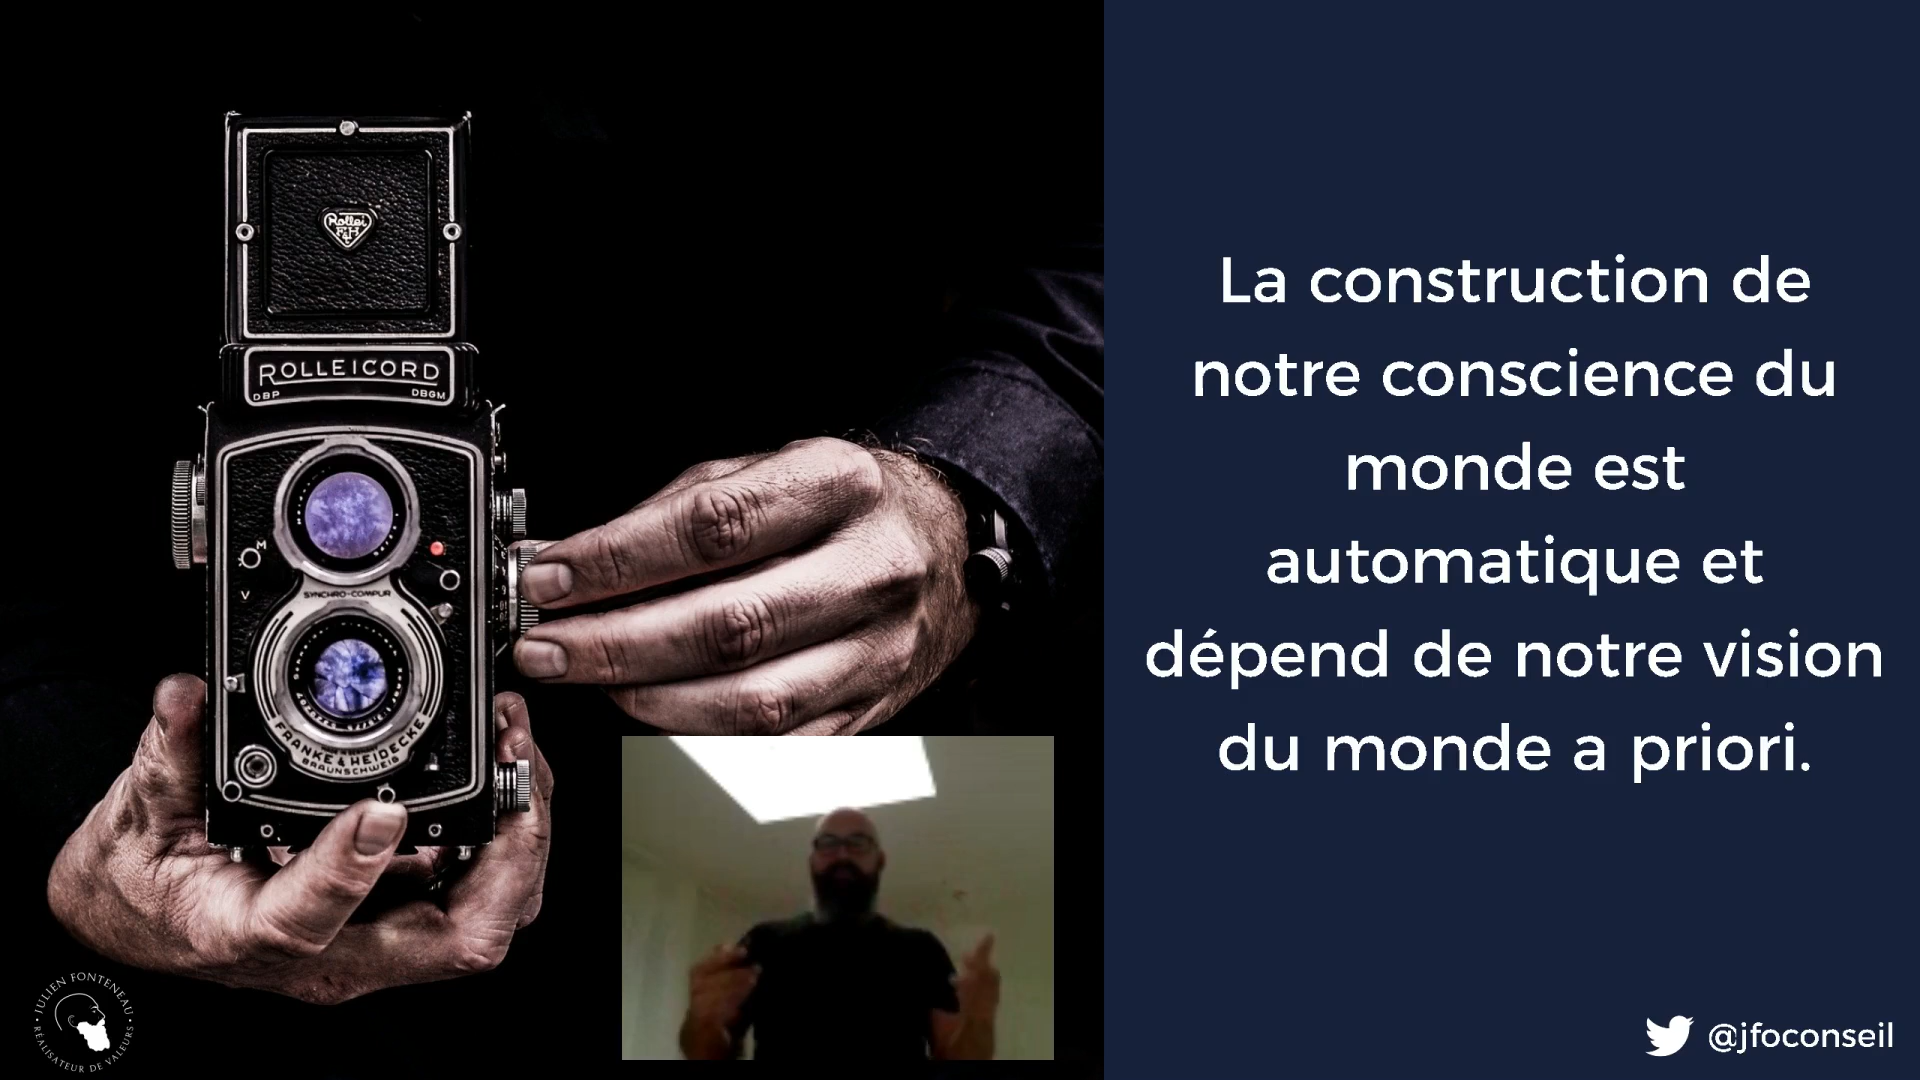 Rollei
F&H
ROLLEICORD
DBP DBGM
M
V
SYNCHRO-COMPUR
FRANKE & HEIDECKE
BRAUNSCHWEIG
La construction de
notre conscience du
monde est
automatique et
dépend de notre vision
du monde a priori.
JULIEN FONTENEAU
RÉALISATEUR DE VALEURS
@jfoconseil